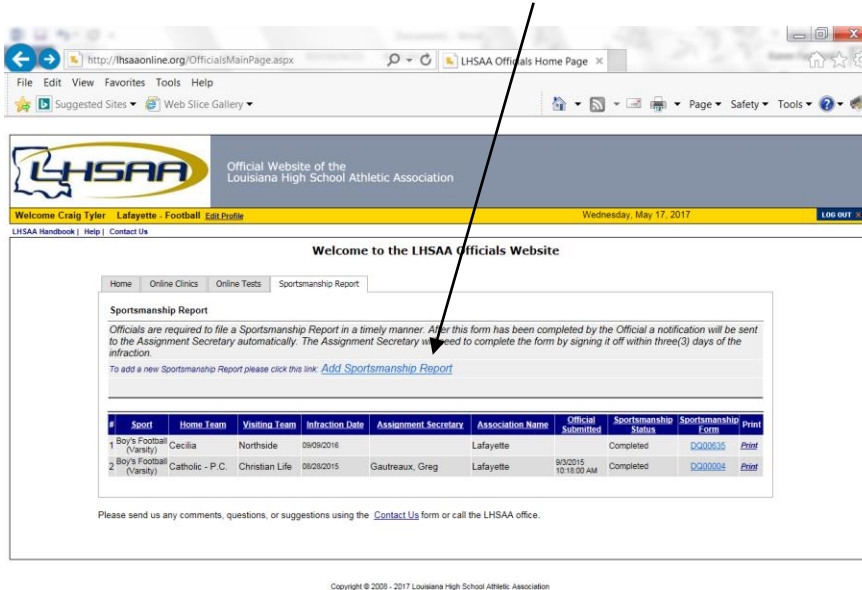 http://lhsaaonline.org/OfficialsMainPage.aspx
LHSAA Officials Home Page
File Edit View Favorites Tools Help
Suggested Sites Web Slice Gallery
Page Safety Tools
LHSAA
Official Website of the
Louisiana High School Athletic Association
Welcome Craig Tyler Lafayette - Football Edit Profile Wednesday, May 17, 2017 LOG OUT X
LHSAA Handbook | Help | Contact Us
Welcome to the LHSAA Officials Website
Home Online Clinics Online Tests Sportsmanship Report
Sportsmanship Report
Officials are required to file a Sportsmanship Report in a timely manner. After this form has been completed by the Official a notification will be sent
to the Assignment Secretary automatically. The Assignment Secretary will need to complete the form by signing it off within three(3) days of the
infraction.
To add a new Sportsmanship Report please click this link: Add Sportsmanship Report
# Sport Home Team Visiting Team Infraction Date Assignment Secretary Association Name Official Submitted Sportsmanship Status Sportsmanship Form Print
1 Boy's Football (Varsity) Cecilia Northside 09/09/2016 Lafayette Completed DQ00635 Print
2 Boy's Football (Varsity) Catholic - P.C. Christian Life 08/28/2015 Gautreaux, Greg Lafayette 9/3/2015 10:18:00 AM Completed DQ00004 Print
Please send us any comments, questions, or suggestions using the Contact Us form or call the LHSAA office.
Copyright © 2008 - 2017 Louisiana High School Athletic Association